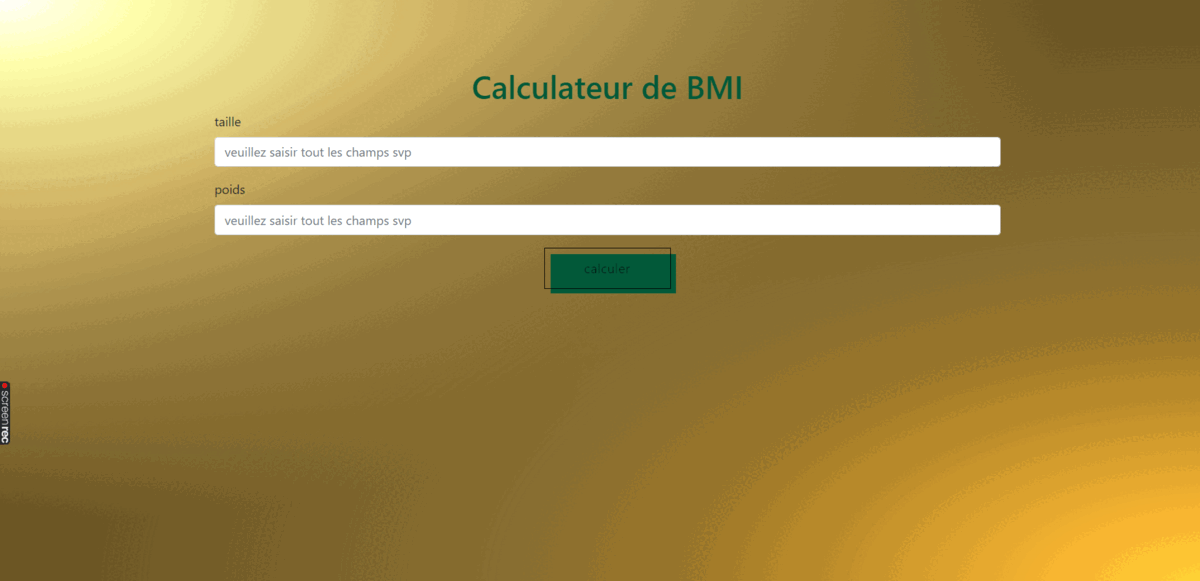 Calculateur de BMI
taille
veuillez saisir tout les champs svp
poids
veuillez saisir tout les champs svp
calculer
screenrec